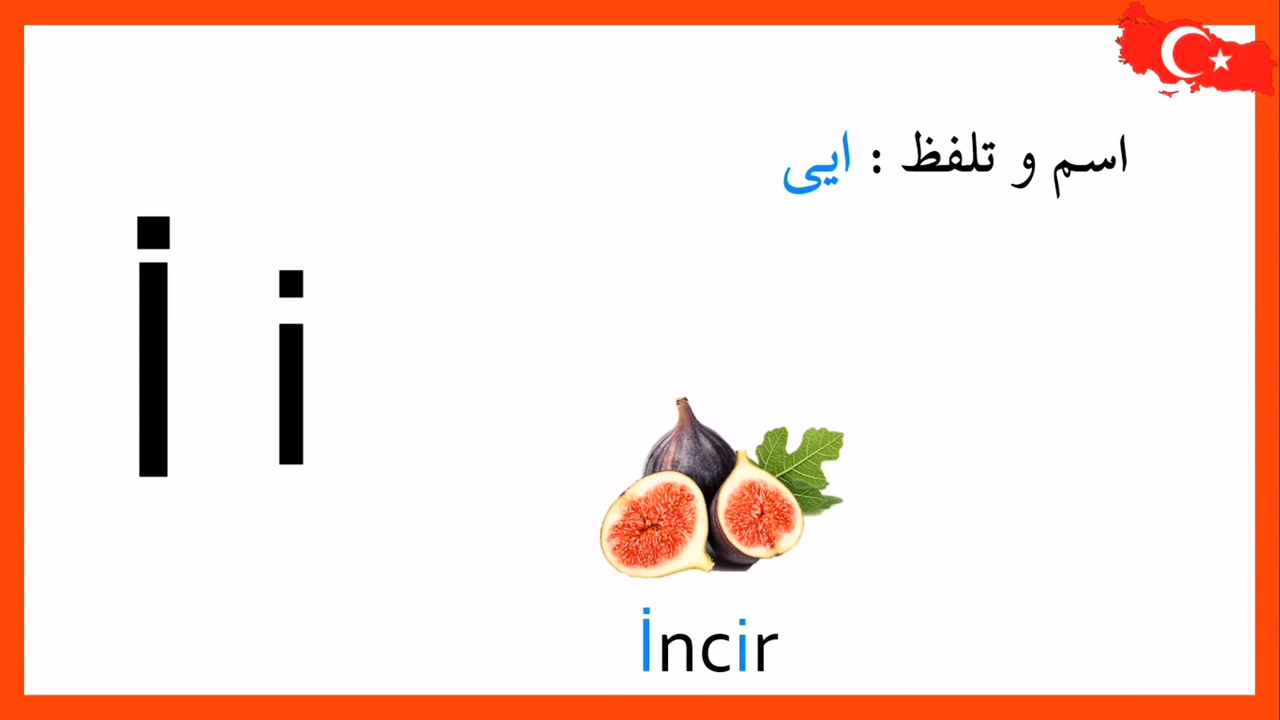 اسم و تلفظ : ایی
İ i
İncir